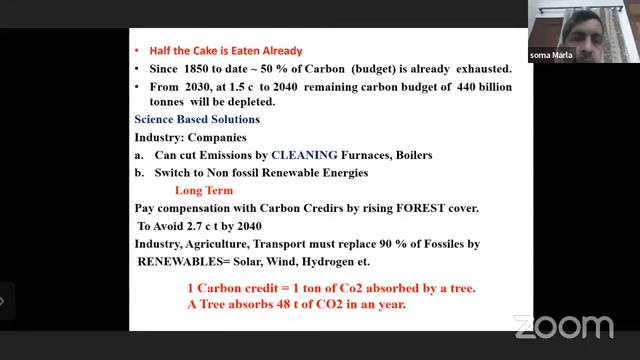 • Half the Cake is Eaten Already
• Since 1850 to date ~ 50 % of Carbon (budget) is already exhausted.
• From 2030, at 1.5 c to 2040 remaining carbon budget of 440 billion
tonnes will be depleted.
Science Based Solutions
Industry: Companies
a. Can cut Emissions by CLEANING Furnaces, Boilers
b. Switch to Non fossil Renewable Energies
Long Term
Pay compensation with Carbon Credirs by rising FOREST cover.
To Avoid 2.7 c t by 2040
Industry, Agriculture, Transport must replace 90 % of Fossiles by
RENEWABLES= Solar, Wind, Hydrogen et.
1 Carbon credit = 1 ton of Co2 absorbed by a tree.
A Tree absorbs 48 t of CO2 in an year.
soma Marla
zoom